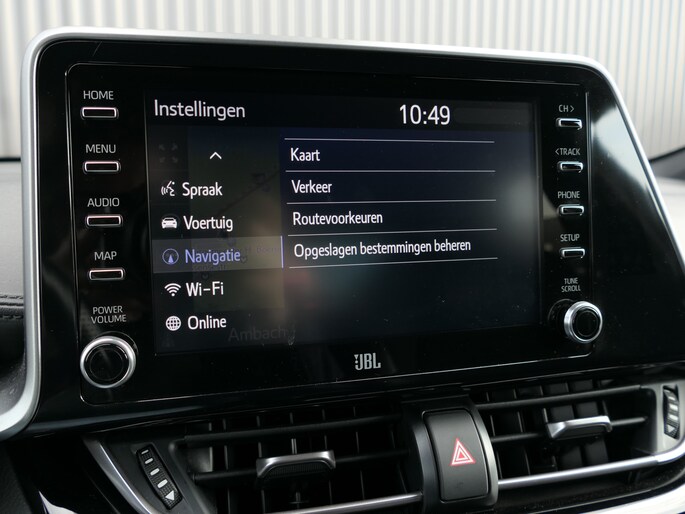 HOME
MENU
AUDIO
MAP
POWER
VOLUME
Instellingen
10:49
Spraak
Voertuig
Navigatie
Wi-Fi
Online
Kaart
Verkeer
Routevoorkeuren
Opgeslagen bestemmingen beheren
Ambach
CH >
< TRACK
PHONE
SETUP
TUNE
SCROLL
JBL